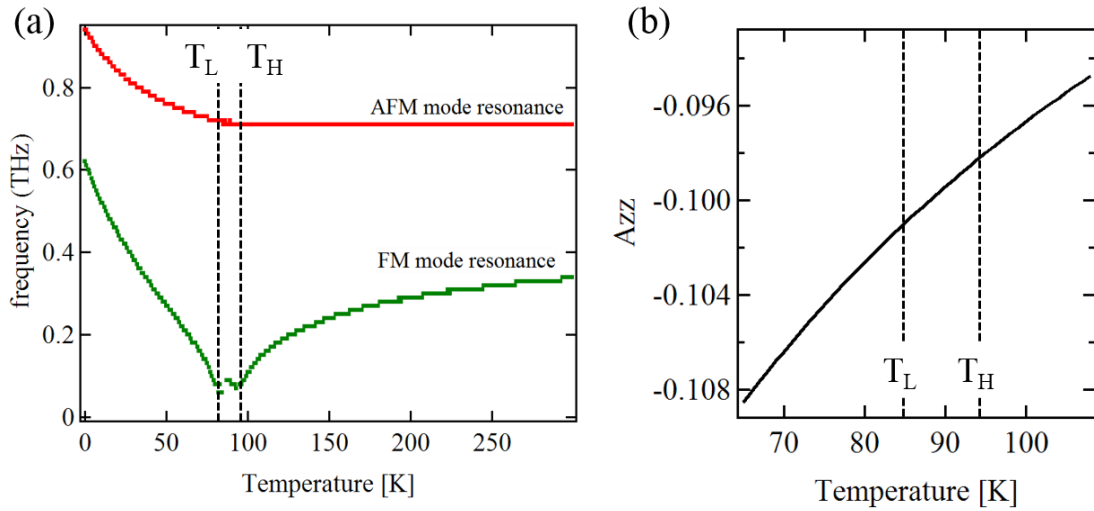 (a)
T_L T_H
AFM mode resonance
FM mode resonance
0.8
0.6
0.4
0.2
0
frequency (THz)
0 50 100 150 200 250
Temperature [K]
(b)
-0.096
-0.100
-0.104
-0.108
Azz
T_L T_H
70 80 90 100
Temperature [K]